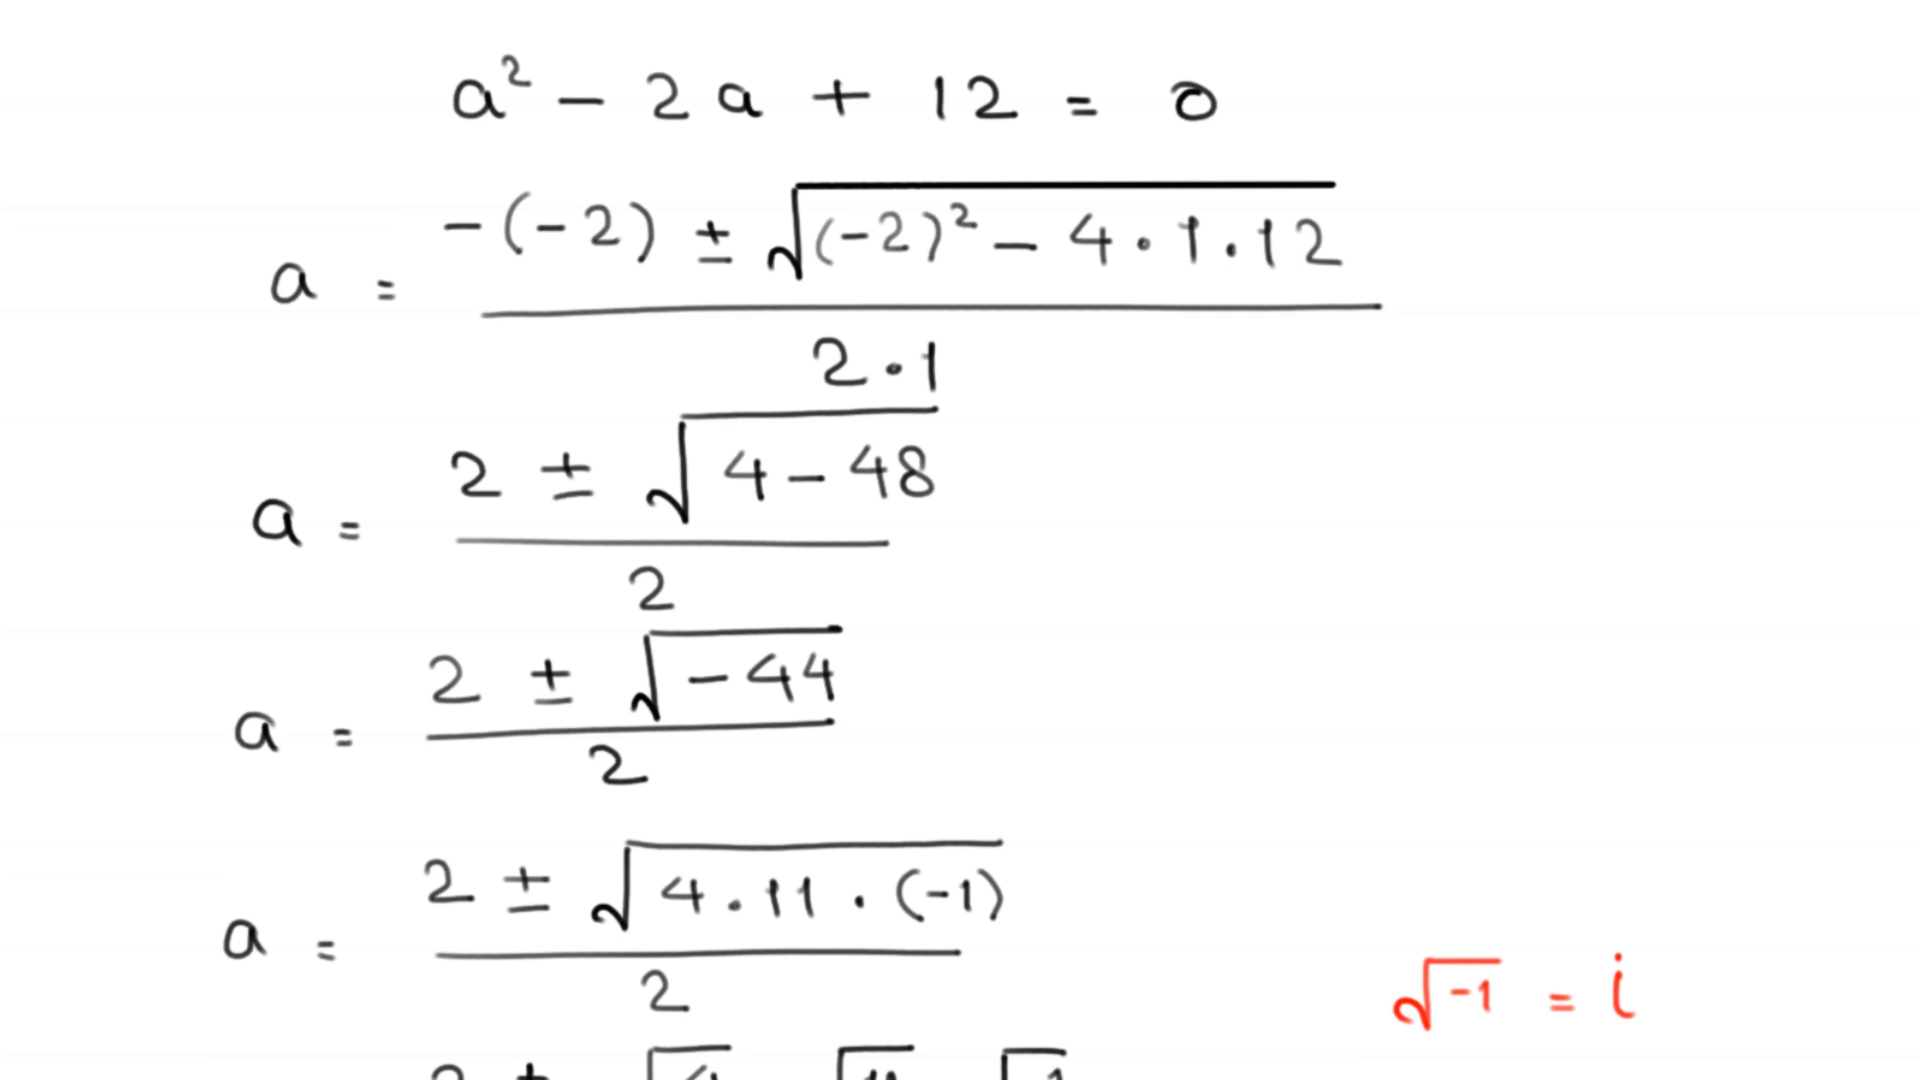 a² - 2a + 12 = 0
a = (-(-2) ± √((-2)² - 4·1·12)) / (2·1)
a = (2 ± √(4-48)) / 2
a = (2 ± √(-44)) / 2
a = (2 ± √(4·11·(-1))) / 2
√-1 = i